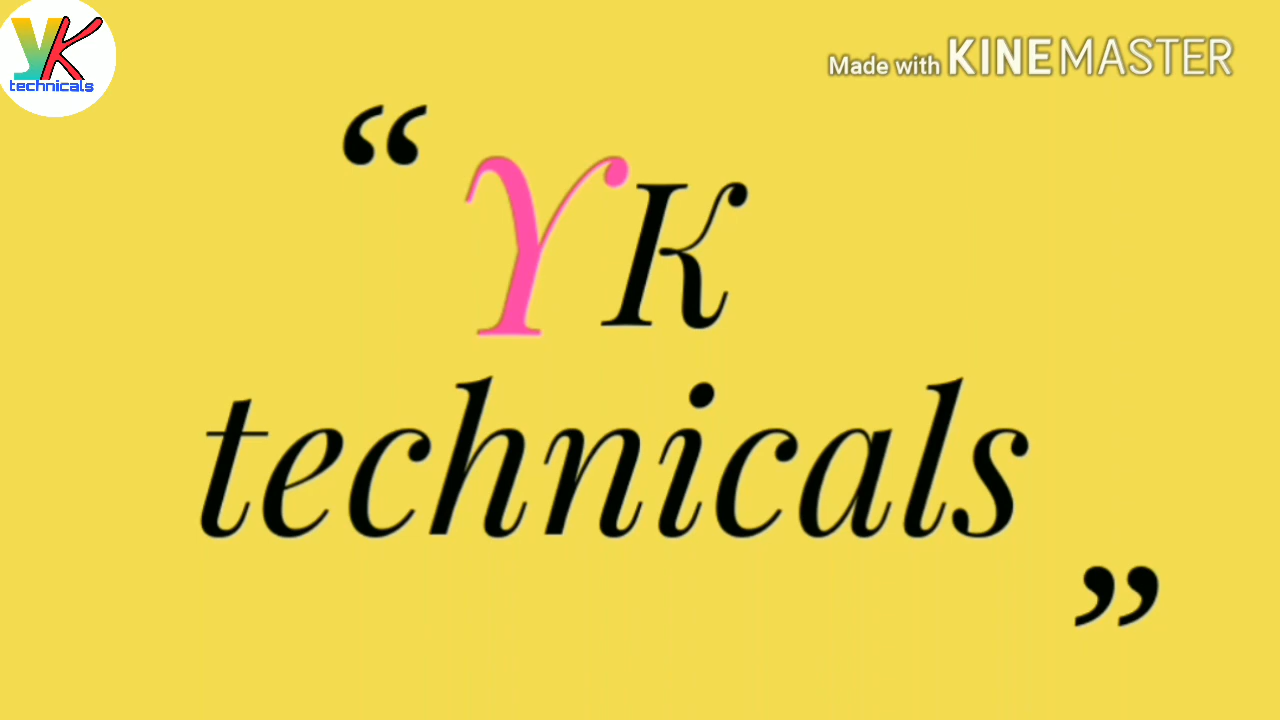 YK
technicals
Made with KINEMASTER
“ YK
technicals ”